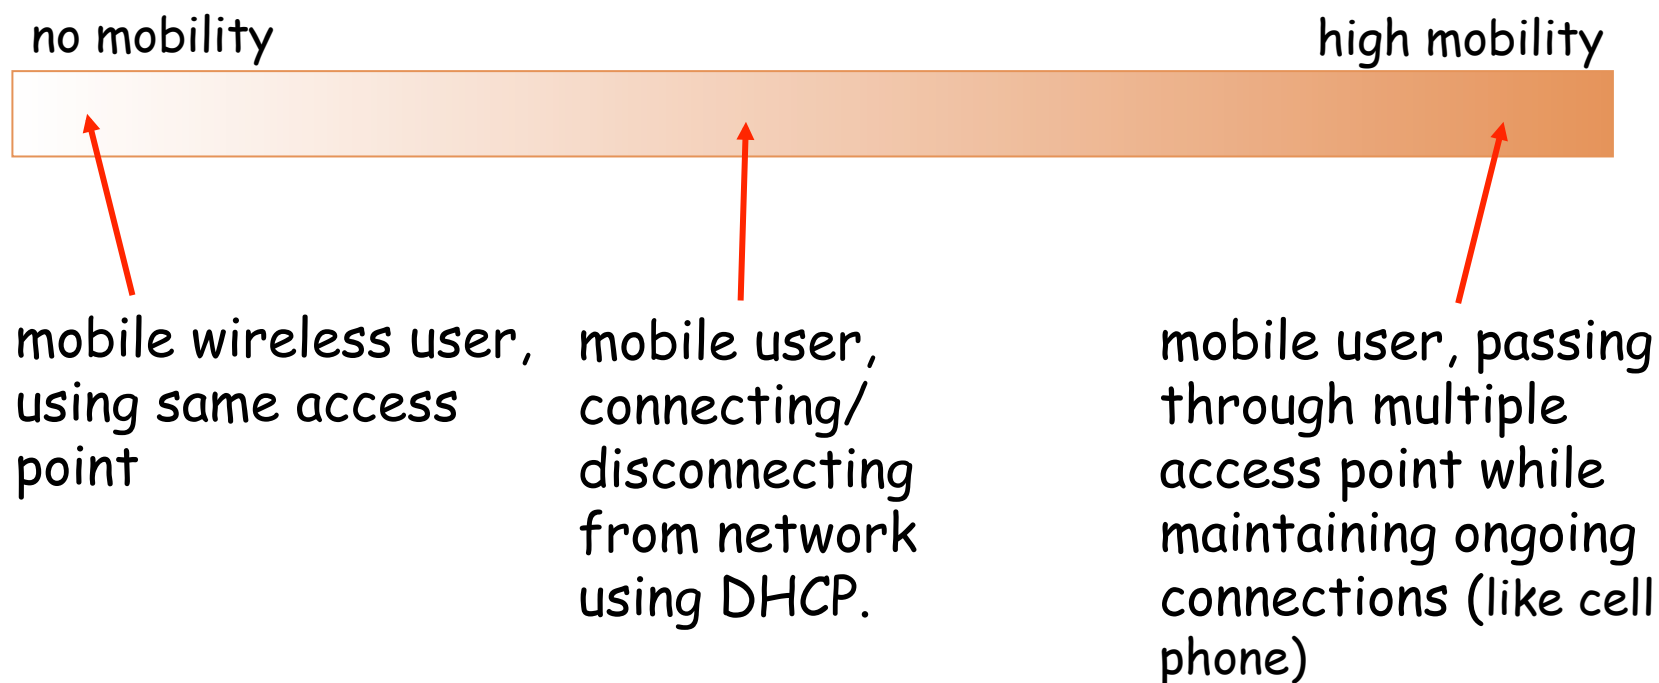 no mobility
high mobility
mobile wireless user,
using same access
point
mobile user,
connecting/
disconnecting
from network
using DHCP.
mobile user, passing
through multiple
access point while
maintaining ongoing
connections (like cell
phone)